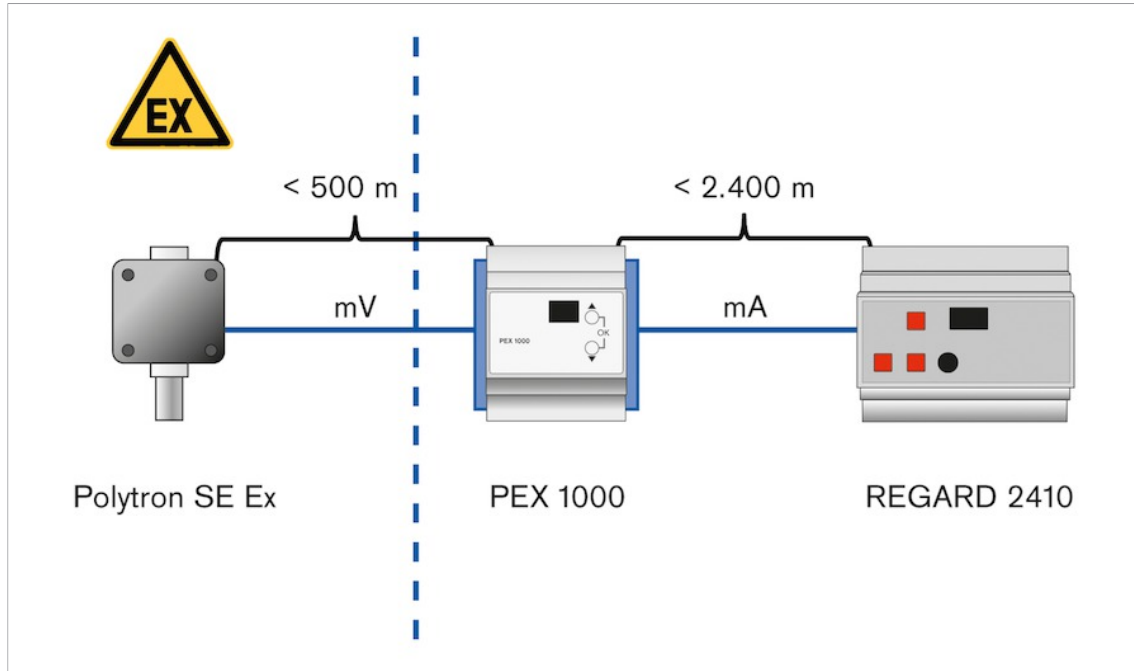 EX
< 500 m
< 2.400 m
mV
mA
OK
PEX 1000
Polytron SE Ex
PEX 1000
REGARD 2410